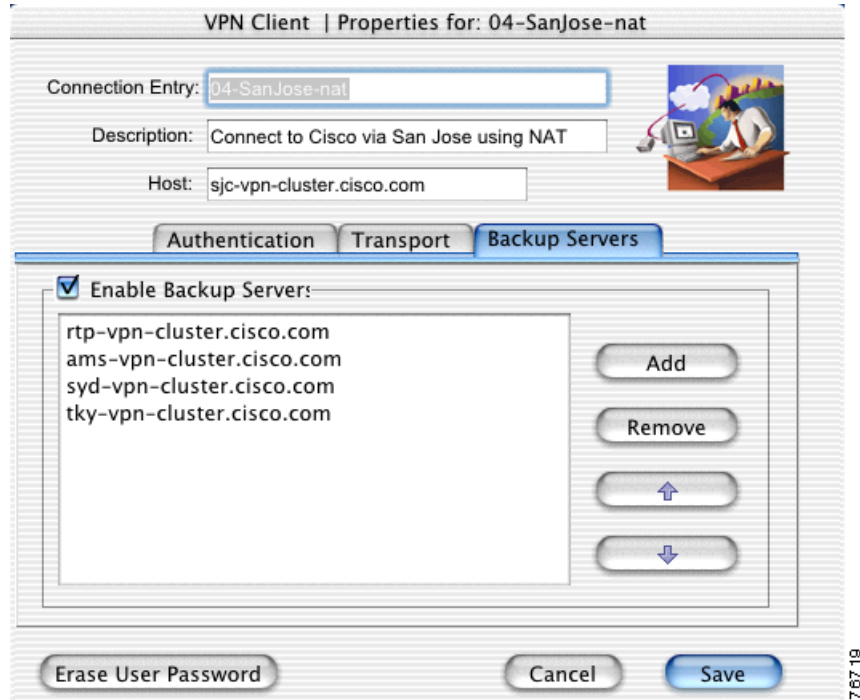 VPN Client | Properties for: 04-SanJose-nat
Connection Entry: 04-SanJose-nat
Description: Connect to Cisco via San Jose using NAT
Host: sjc-vpn-cluster.cisco.com
Authentication Transport Backup Servers
Enable Backup Servers
rtp-vpn-cluster.cisco.com
ams-vpn-cluster.cisco.com
syd-vpn-cluster.cisco.com
tky-vpn-cluster.cisco.com
Add
Remove
Erase User Password Cancel Save
76719